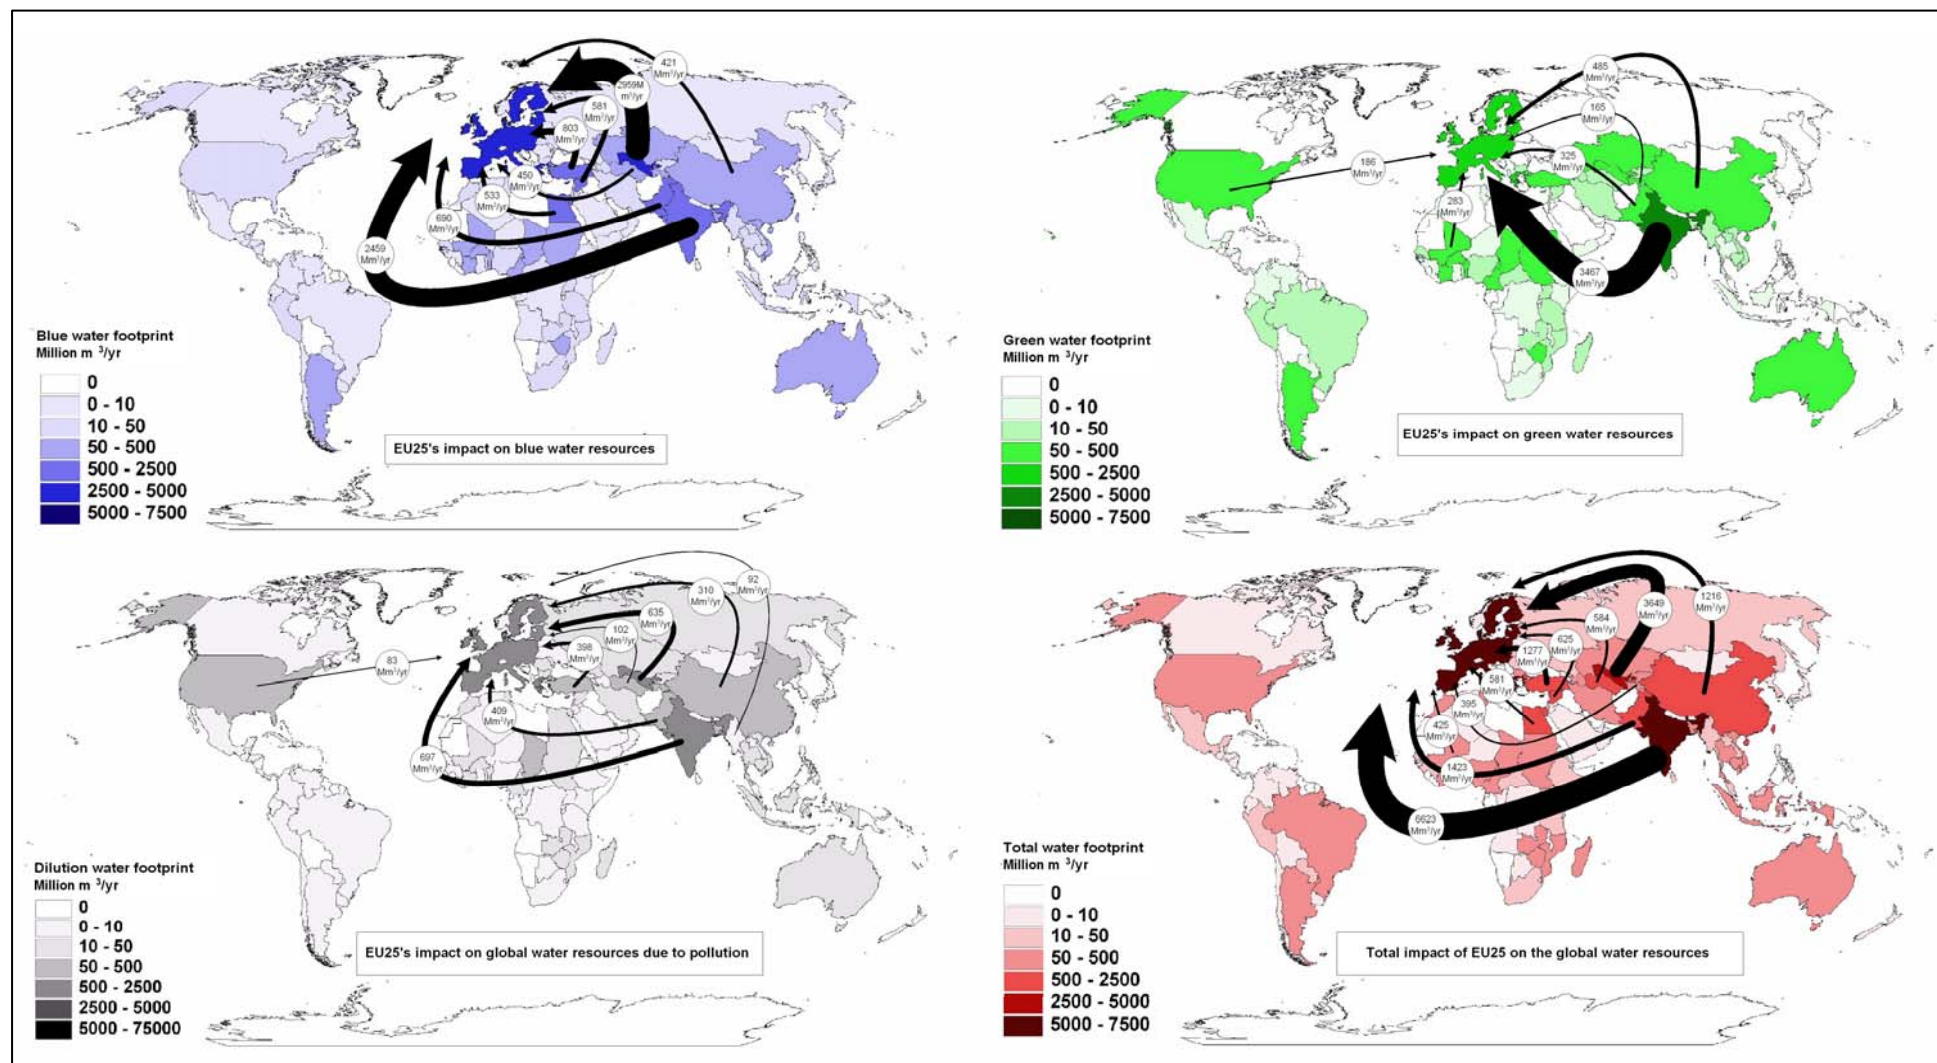 421
Mm³/yr
2959M
m³/yr
581
Mm³/yr
803
Mm³/yr
450
Mm³/yr
533
Mm³/yr
690
Mm³/yr
2459
Mm³/yr
Blue water footprint
Million m ³/yr
0
0 - 10
10 - 50
50 - 500
500 - 2500
2500 - 5000
5000 - 7500
EU25's impact on blue water resources
485
Mm³/yr
165
Mm³/yr
325
Mm³/yr
186
Mm³/yr
283
Mm³/yr
3467
Mm³/yr
Green water footprint
Million m ³/yr
0
0 - 10
10 - 50
50 - 500
500 - 2500
2500 - 5000
5000 - 7500
EU25's impact on green water resources
92
Mm³/yr
310
Mm³/yr
635
Mm³/yr
102
Mm³/yr
398
Mm³/yr
83
Mm³/yr
409
Mm³/yr
697
Mm³/yr
Dilution water footprint
Million m ³/yr
0
0 - 10
10 - 50
50 - 500
500 - 2500
2500 - 5000
5000 - 75000
EU25's impact on global water resources due to pollution
1216
Mm³/yr
3649
Mm³/yr
584
Mm³/yr
625
Mm³/yr
1277
Mm³/yr
581
Mm³/yr
395
Mm³/yr
425
Mm³/yr
1423
Mm³/yr
6623
Mm³/yr
Total water footprint
Million m ³/yr
0
0 - 10
10 - 50
50 - 500
500 - 2500
2500 - 5000
5000 - 7500
Total impact of EU25 on the global water resources